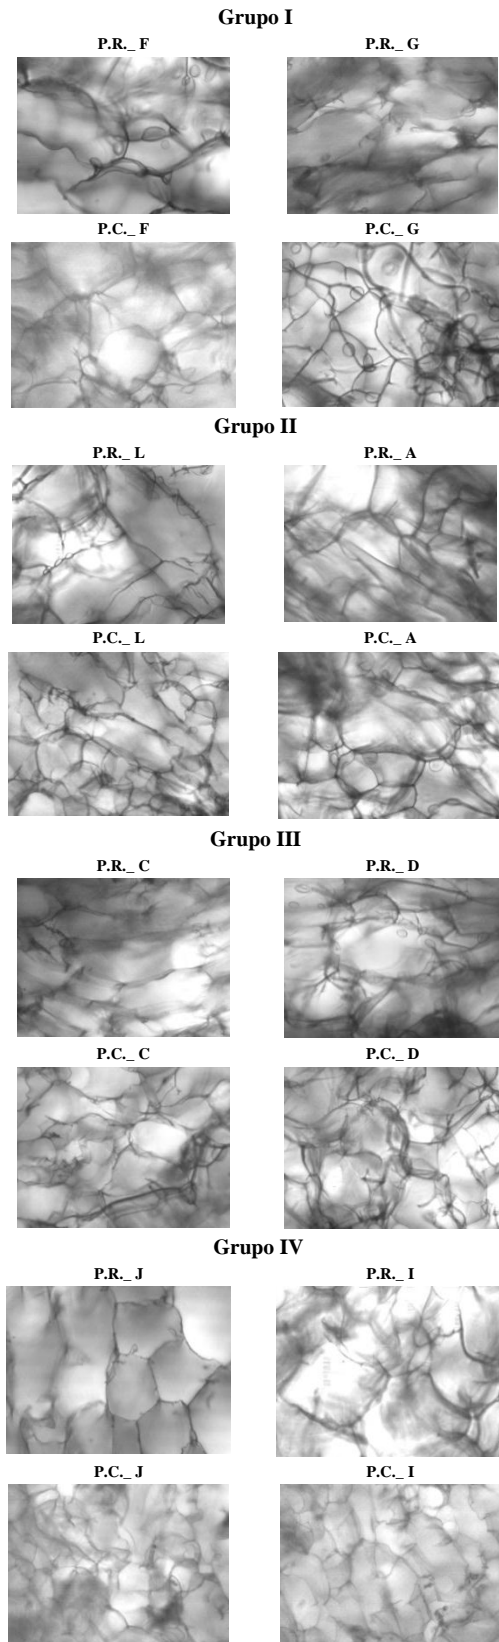 Grupo I
P.R._ F P.R._ G
P.C._ F P.C._ G
Grupo II
P.R._ L P.R._ A
P.C._ L P.C._ A
Grupo III
P.R._ C P.R._ D
P.C._ C P.C._ D
Grupo IV
P.R._ J P.R._ I
P.C._ J P.C._ I